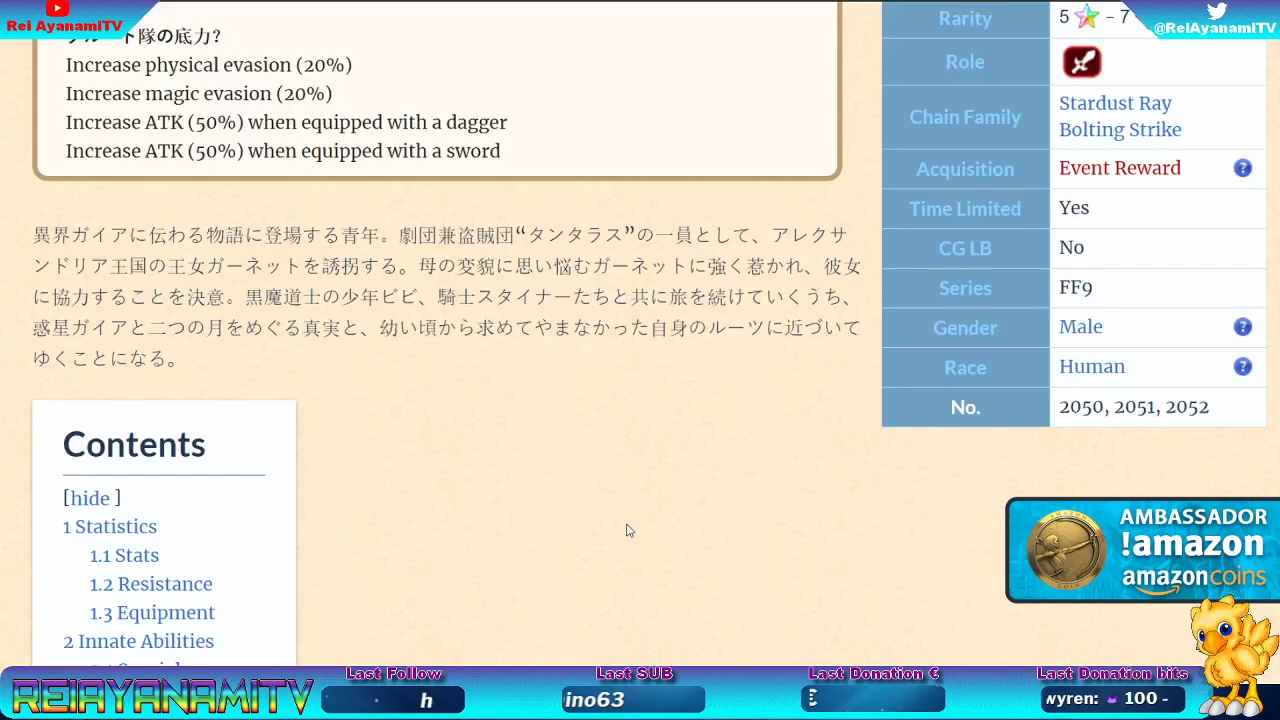 Rei AyanamITV
@ReIAyanamITV
隊の底力?
Increase physical evasion (20%)
Increase magic evasion (20%)
Increase ATK (50%) when equipped with a dagger
Increase ATK (50%) when equipped with a sword
異界ガイアに伝わる物語に登場する青年。劇団兼盗賊団“タンタラス”の一員として、アレクサ
ンドリア王国の王女ガーネットを誘拐する。母の変貌に思い悩むガーネットに強く惹かれ、彼女
に協力することを決意。黒魔道士の少年ビビ、騎士スタイナーたちと共に旅を続けていくうち、
惑星ガイアと二つの月をめぐる真実と、幼い頃から求めてやまなかった自身のルーツに近づいて
ゆくことになる。
Contents
[hide ]
1 Statistics
1.1 Stats
1.2 Resistance
1.3 Equipment
2 Innate Abilities
Rarity 5 - 7
Role
Chain Family Stardust Ray
Bolting Strike
Acquisition Event Reward ?
Time Limited Yes
CG LB No
Series FF9
Gender Male ?
Race Human ?
No. 2050, 2051, 2052
AMBASSADOR
!amazon
amazoncoins
REIAYANAMITV
Last Follow
h
Last SUB
ino63
Last Donation €
Last Donation bits
wyren: 100 -